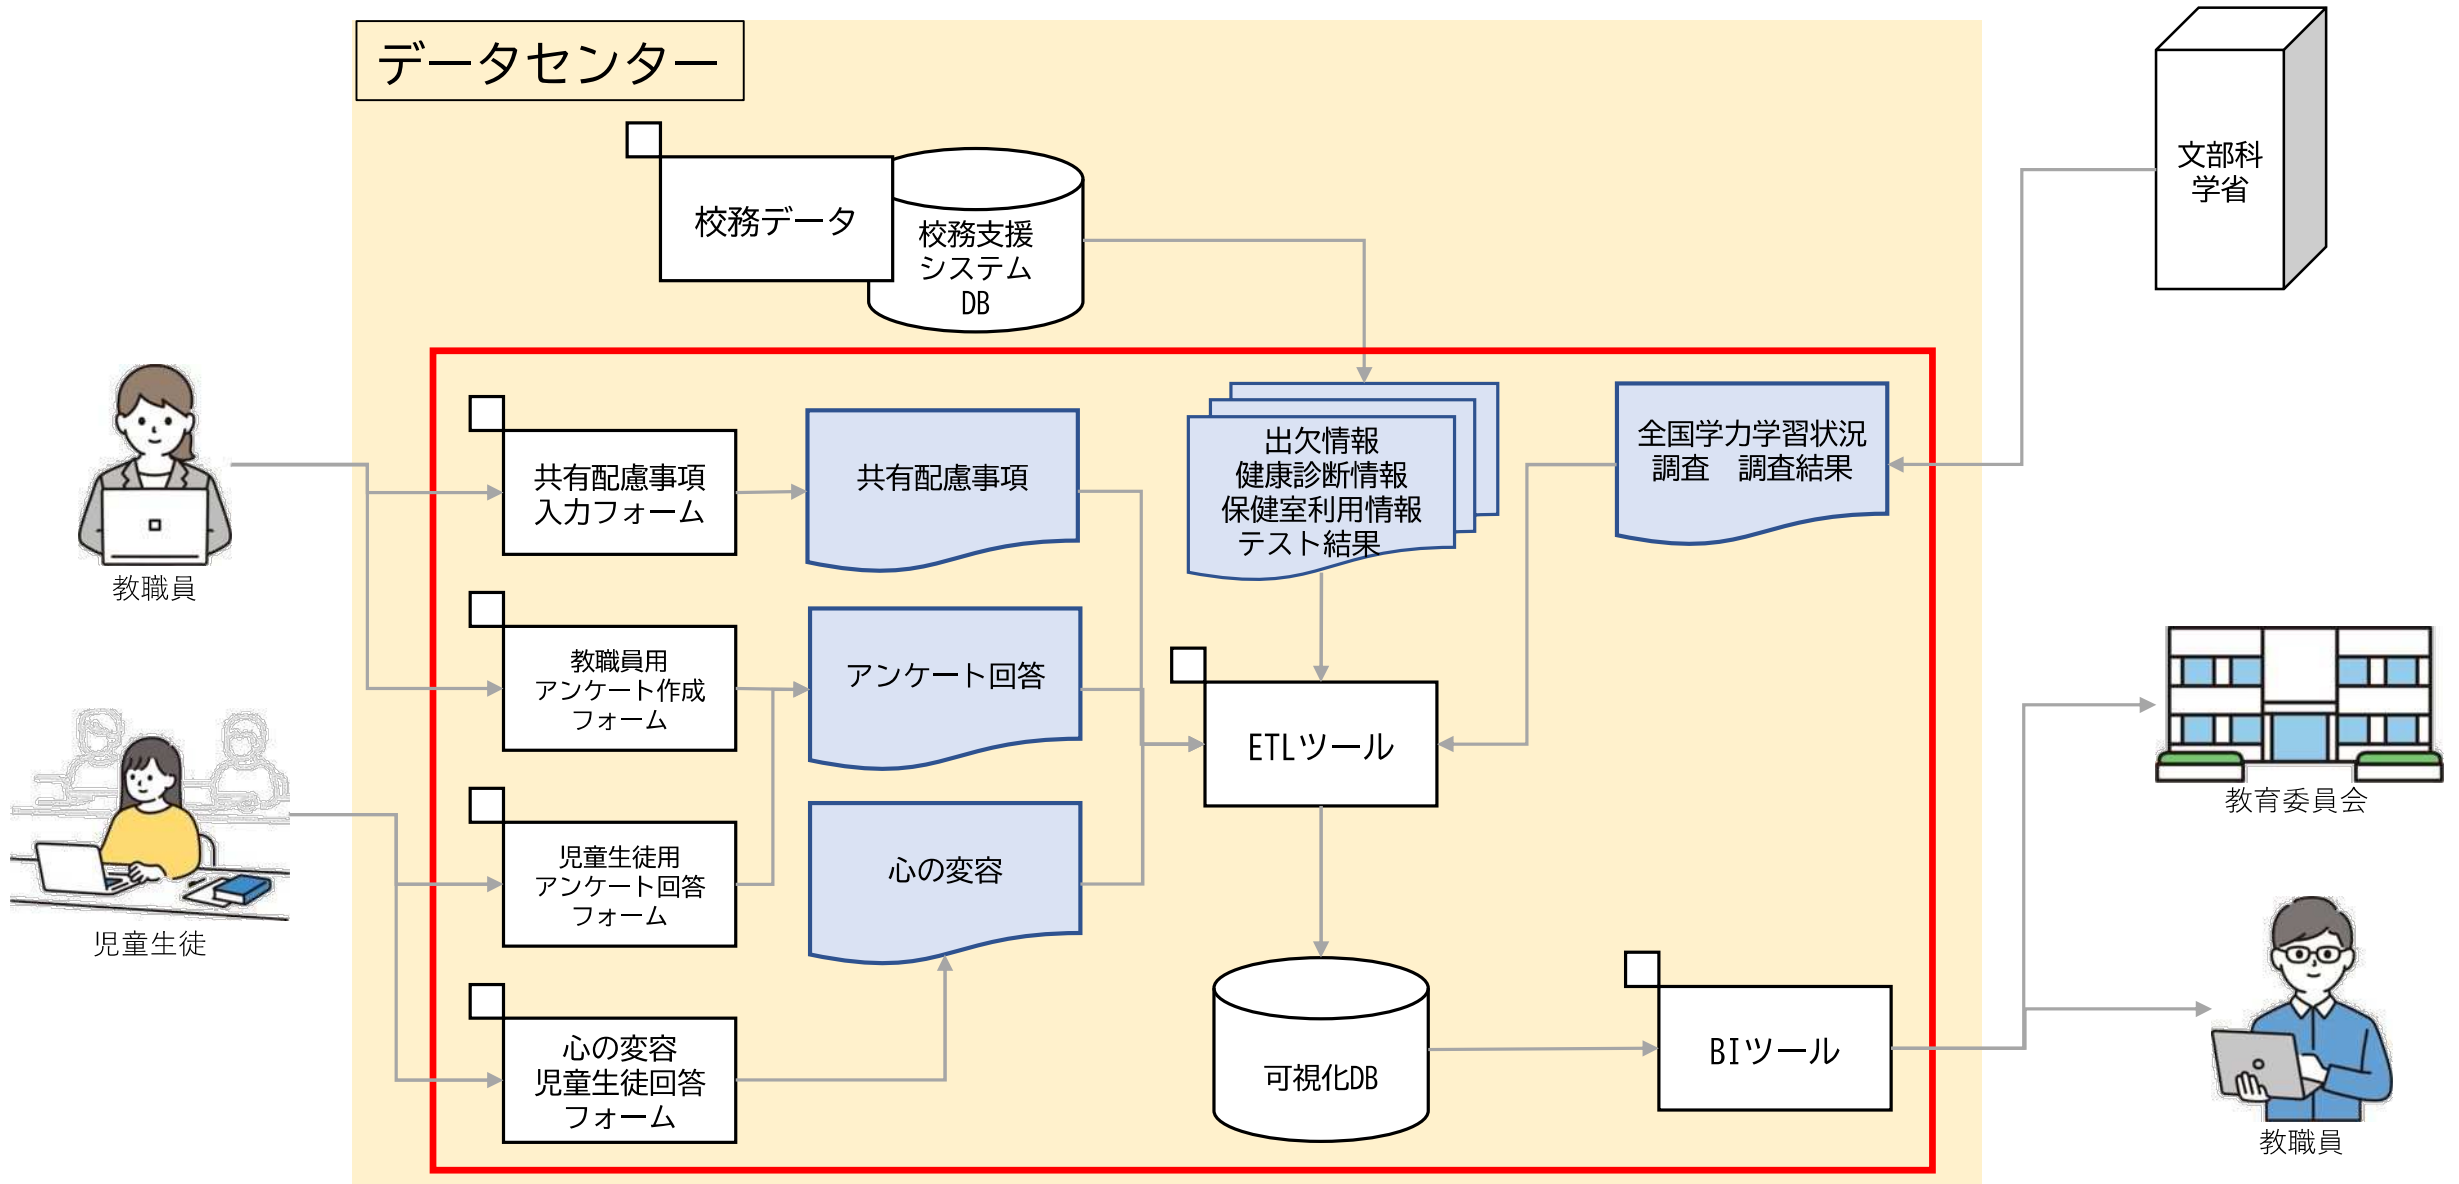 データセンター
校務データ
校務支援
システム
DB
文部科
学省
教職員
共有配慮事項
入力フォーム
共有配慮事項
出欠情報
健康診断情報
保健室利用情報
テスト結果
全国学力学習状況
調査　調査結果
教職員用
アンケート作成
フォーム
アンケート回答
ETLツール
教育委員会
児童生徒
児童生徒用
アンケート回答
フォーム
心の変容
心の変容
児童生徒回答
フォーム
可視化DB
BIツール
教職員